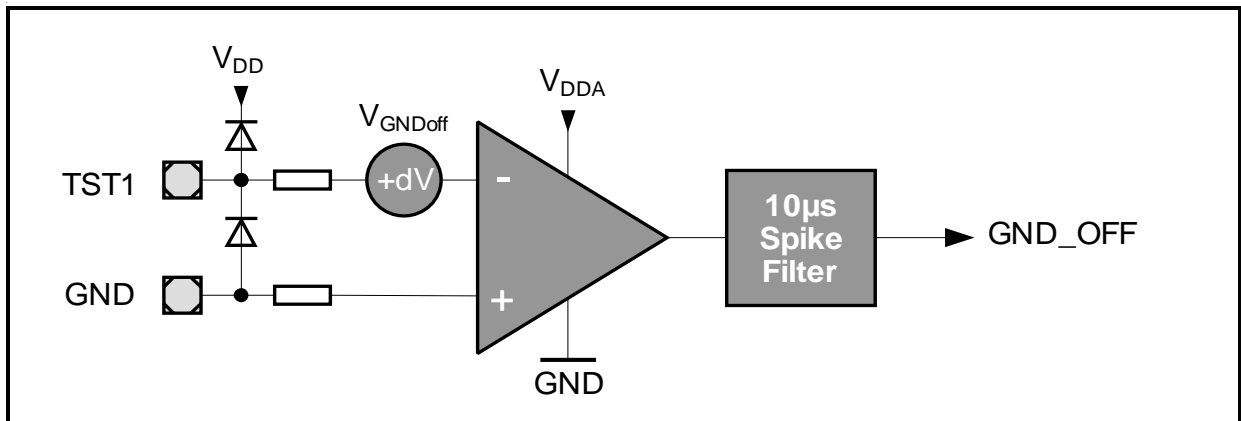 VDD
VGNDoff
VDDA
TST1
+dV
-
10µs
Spike
Filter
GND_OFF
GND
+
GND